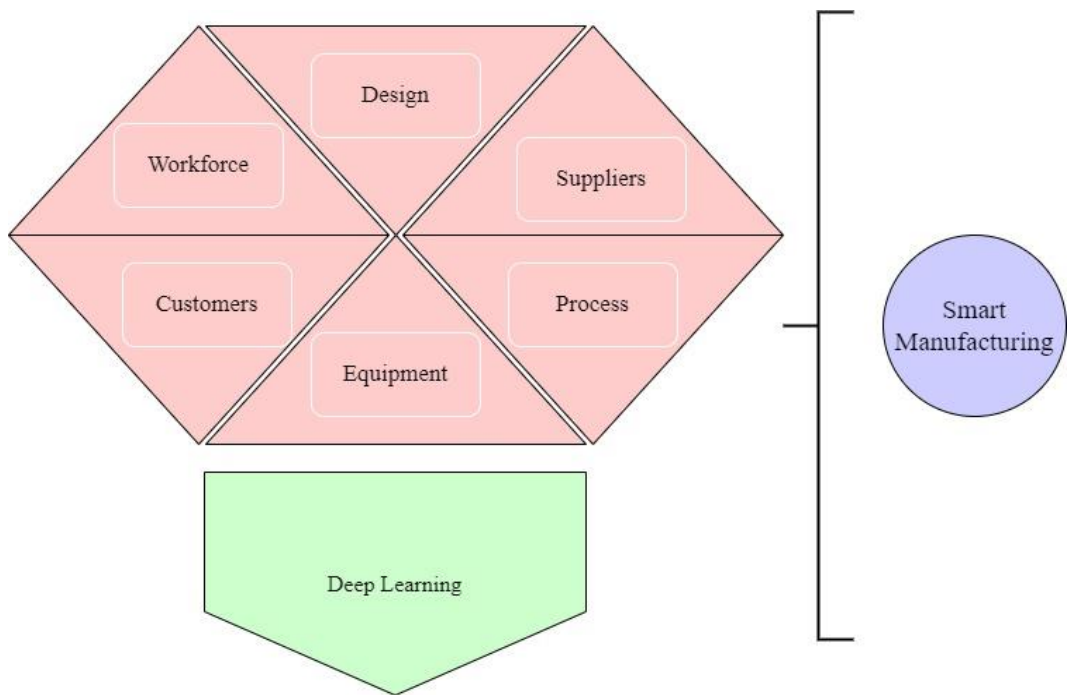 Design
Workforce
Suppliers
Customers
Process
Equipment
Deep Learning
Smart
Manufacturing